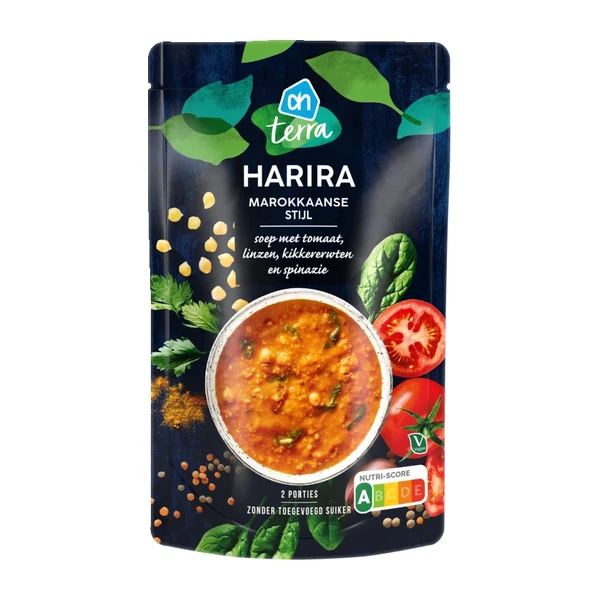 ah
terra
HARIRA
MAROKKAANSE
STIJL
soep met tomaat,
linzen, kikkererwten
en spinazie
V
Vegan
NUTRI-SCORE
A B C D E
2 PORTIES
ZONDER TOEGEVOEGD SUIKER